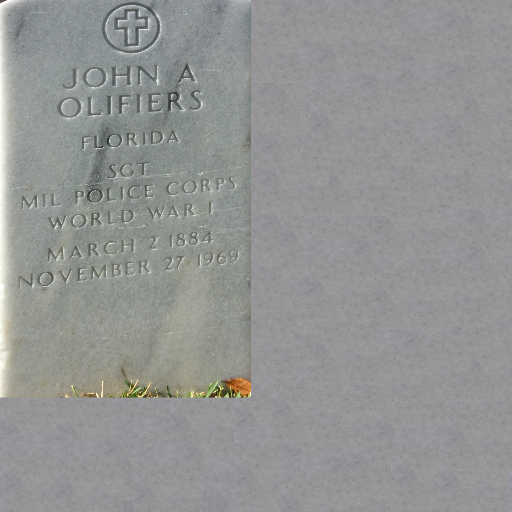 JOHN A
OLIFIERS
FLORIDA
SGT
MIL POLICE CORPS
WORLD WAR I
MARCH 2 1884
NOVEMBER 27 1969